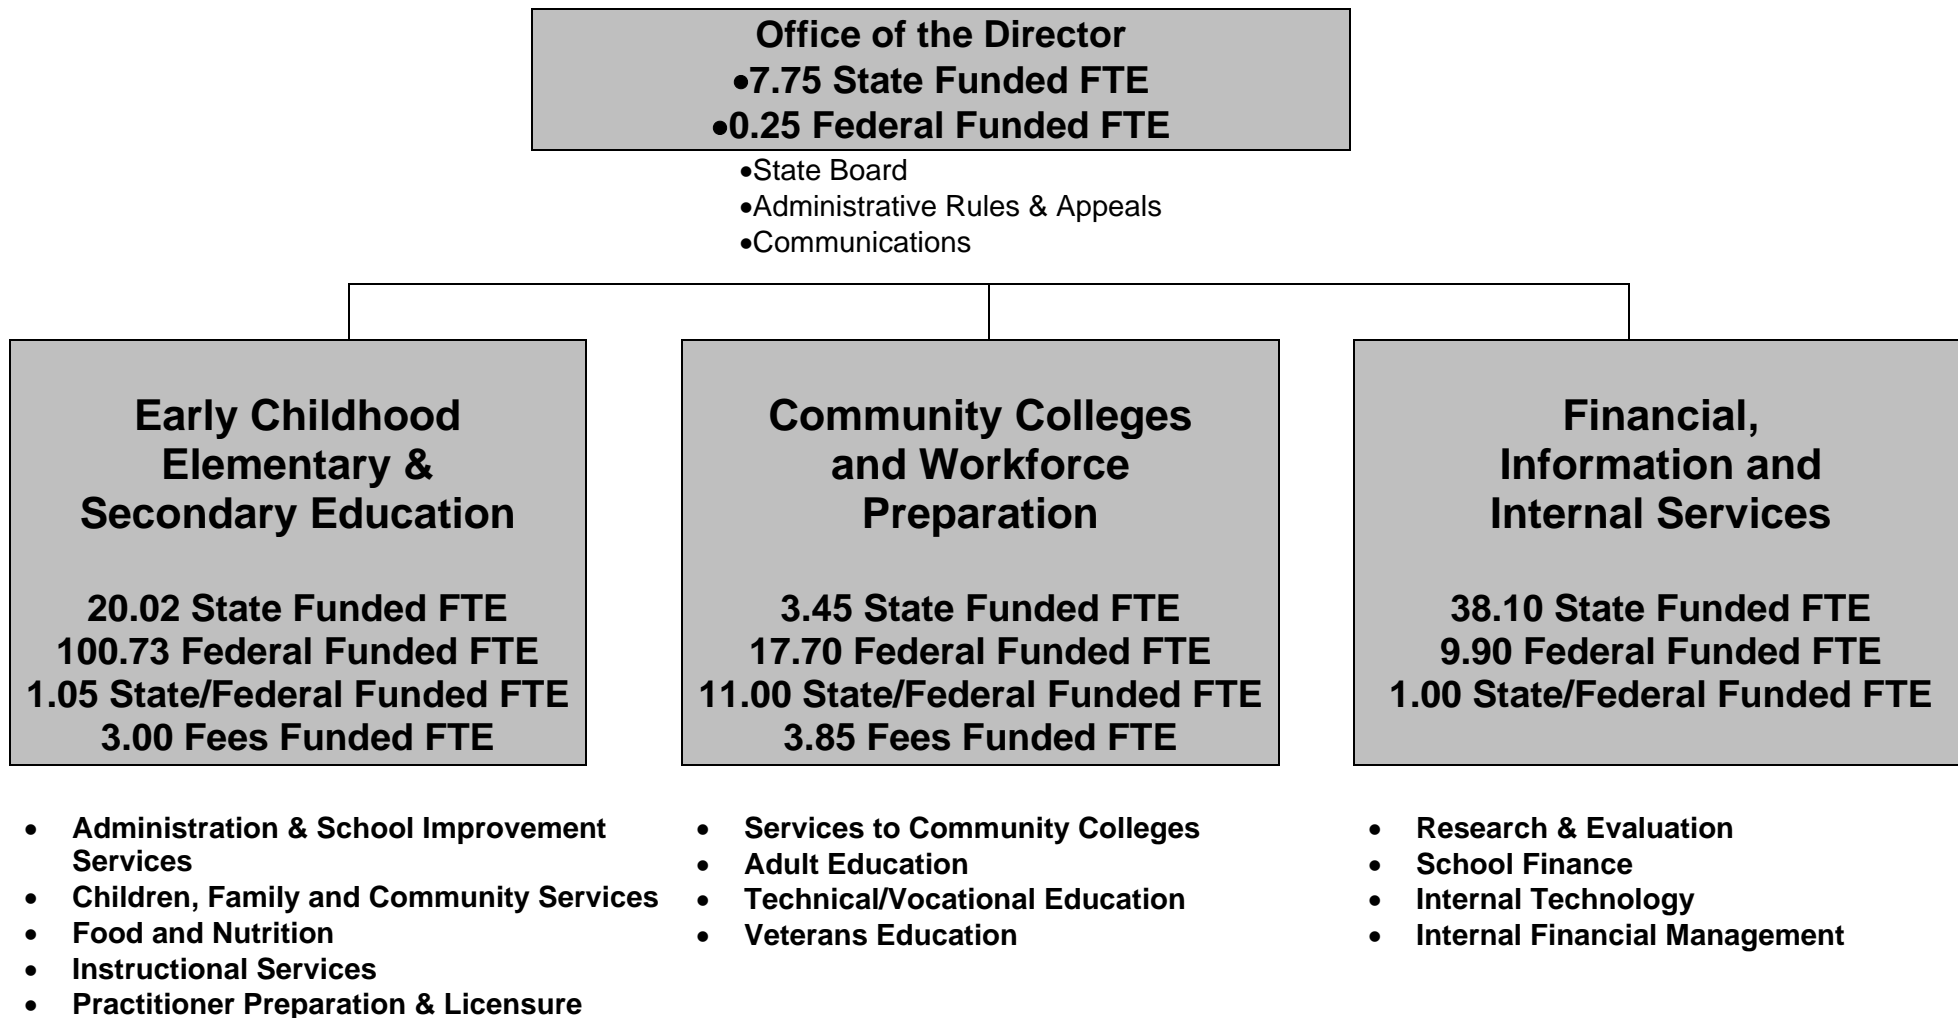 Office of the Director
•7.75 State Funded FTE
•0.25 Federal Funded FTE
•State Board
•Administrative Rules & Appeals
•Communications
Early Childhood
Elementary &
Secondary Education
20.02 State Funded FTE
100.73 Federal Funded FTE
1.05 State/Federal Funded FTE
3.00 Fees Funded FTE
Community Colleges
and Workforce
Preparation
3.45 State Funded FTE
17.70 Federal Funded FTE
11.00 State/Federal Funded FTE
3.85 Fees Funded FTE
Financial,
Information and
Internal Services
38.10 State Funded FTE
9.90 Federal Funded FTE
1.00 State/Federal Funded FTE
• Administration & School Improvement
Services
• Children, Family and Community Services
• Food and Nutrition
• Instructional Services
• Practitioner Preparation & Licensure
• Services to Community Colleges
• Adult Education
• Technical/Vocational Education
• Veterans Education
• Research & Evaluation
• School Finance
• Internal Technology
• Internal Financial Management